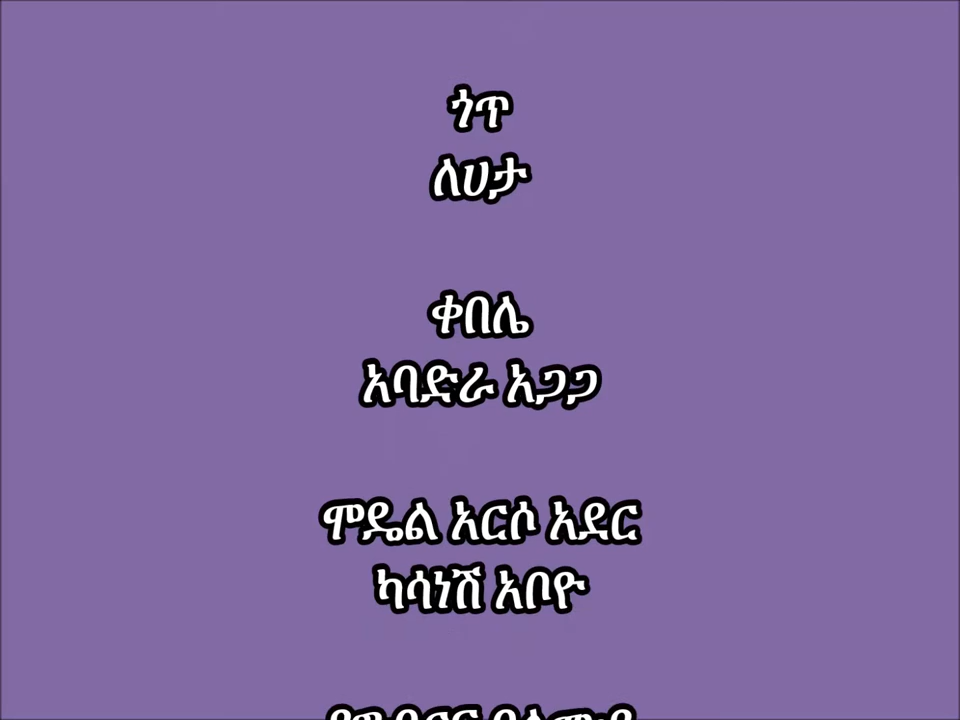 ጎጥ
ለሀታ
ቀበሌ
አባድራ አጋጋ
ሞዴል አርሶ አደር
ካሳነሽ አቦዮ